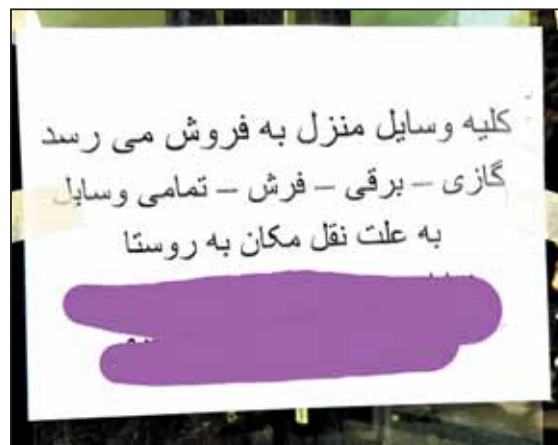 کلیه وسایل منزل به فروش می رسد
گازی – برقی – فرش – تمامی وسایل
به علت نقل مکان به روستا